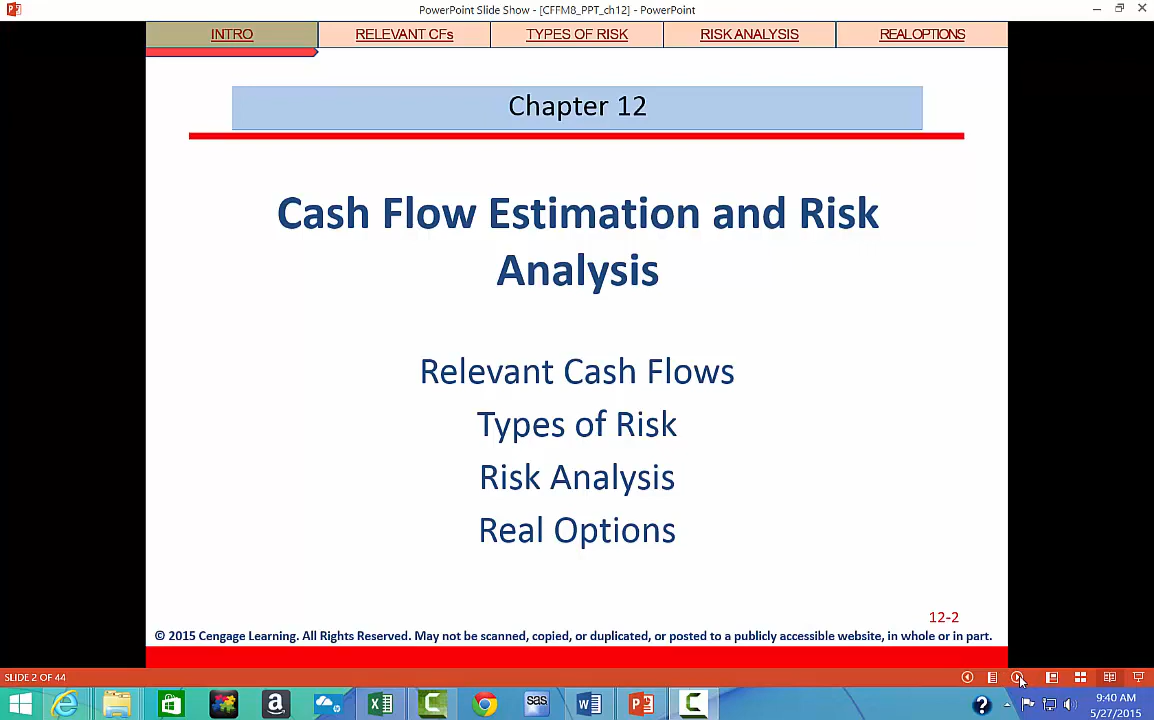 PowerPoint Slide Show - [CFFM8_PPT_ch12] - PowerPoint
INTRO RELEVANT CFs TYPES OF RISK RISK ANALYSIS REALOPTIONS
Chapter 12
Cash Flow Estimation and Risk
Analysis
Relevant Cash Flows
Types of Risk
Risk Analysis
Real Options
12-2
© 2015 Cengage Learning. All Rights Reserved. May not be scanned, copied, or duplicated, or posted to a publicly accessible website, in whole or in part.
SLIDE 2 OF 44
9:40 AM
5/27/2015